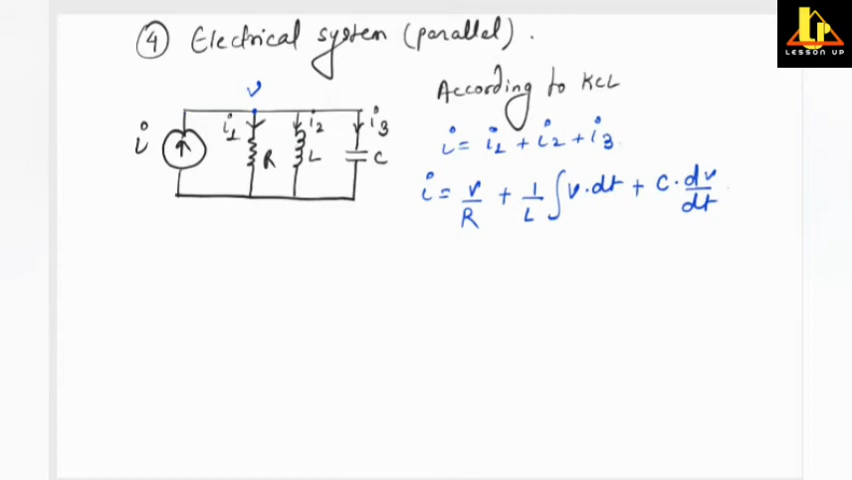 ④ Electrical system (parallel).
LESSON UP
According to KCL
v
i i₁ R i₂ L i₃ C
i = i₁ + i₂ + i₃
i = v/R + 1/L ∫ v·dt + C·dv/dt